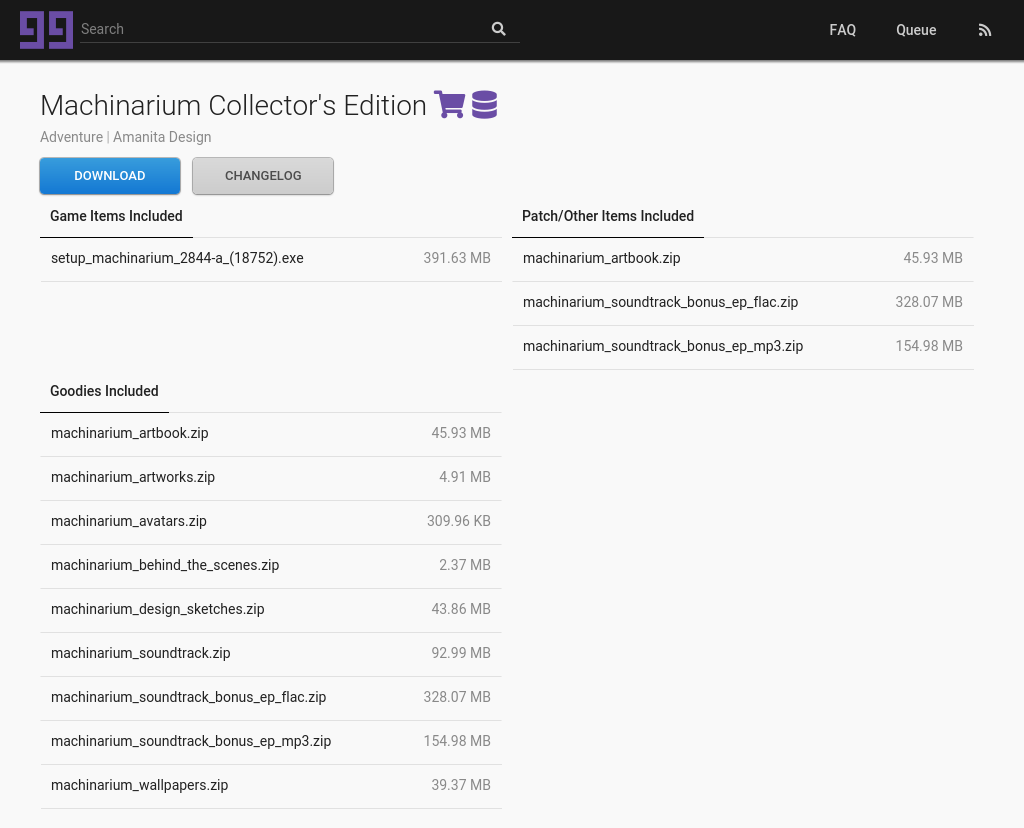 gg Search FAQ Queue
Machinarium Collector's Edition
Adventure | Amanita Design
DOWNLOAD CHANGELOG
Game Items Included
setup_machinarium_2844-a_(18752).exe 391.63 MB
Patch/Other Items Included
machinarium_artbook.zip 45.93 MB
machinarium_soundtrack_bonus_ep_flac.zip 328.07 MB
machinarium_soundtrack_bonus_ep_mp3.zip 154.98 MB
Goodies Included
machinarium_artbook.zip 45.93 MB
machinarium_artworks.zip 4.91 MB
machinarium_avatars.zip 309.96 KB
machinarium_behind_the_scenes.zip 2.37 MB
machinarium_design_sketches.zip 43.86 MB
machinarium_soundtrack.zip 92.99 MB
machinarium_soundtrack_bonus_ep_flac.zip 328.07 MB
machinarium_soundtrack_bonus_ep_mp3.zip 154.98 MB
machinarium_wallpapers.zip 39.37 MB